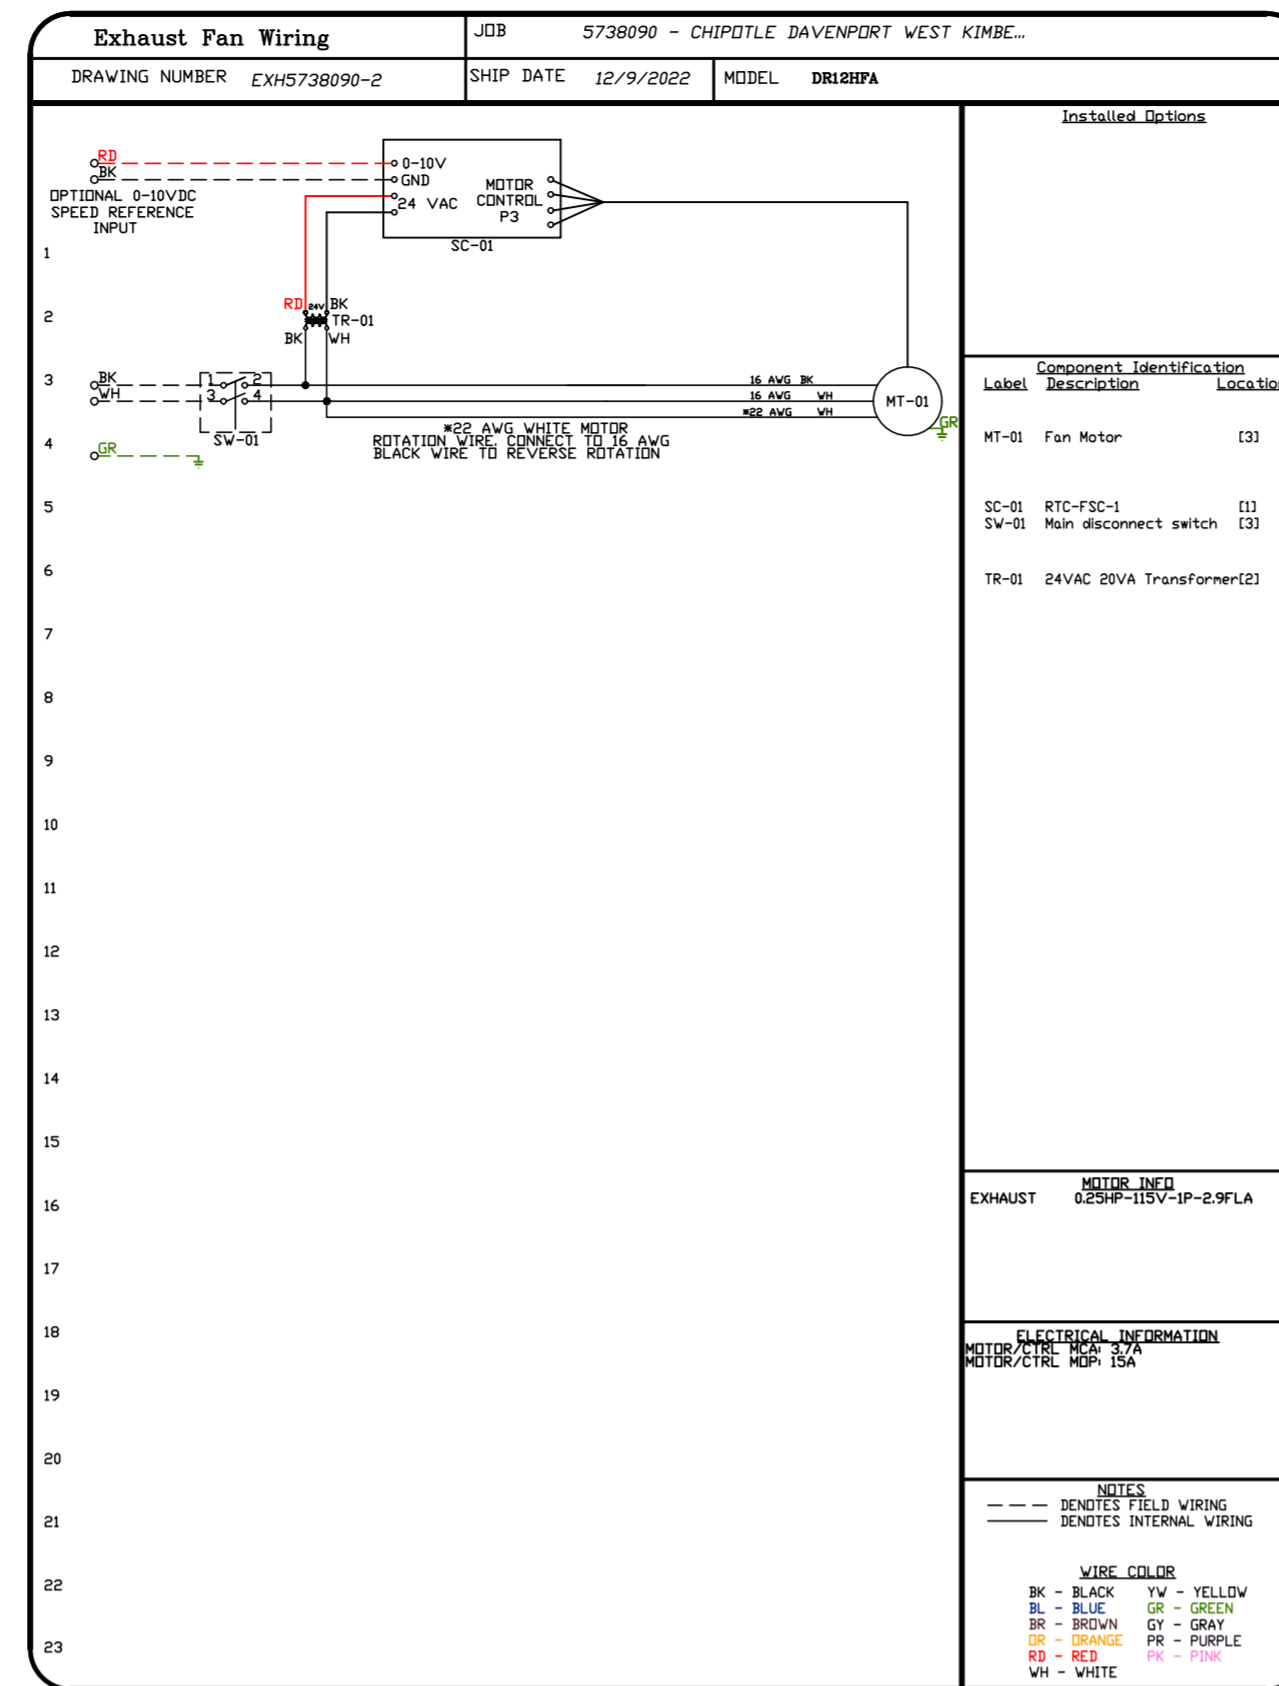 Exhaust Fan Wiring
JOB 5738090 - CHIPOTLE DAVENPORT WEST KIMBE...
DRAWING NUMBER EXH5738090-2
SHIP DATE 12/9/2022
MODEL DR12HFA
RD
BK
OPTIONAL 0-10VDC
SPEED REFERENCE
INPUT
0-10V
GND
24 VAC
MOTOR
CONTROL
P3
SC-01
RD 24V BK
TR-01
BK WH
BK
WH
1 2
3 4
SW-01
GR
16 AWG BK
16 AWG WH
*22 AWG WH
MT-01
GR
*22 AWG WHITE MOTOR
ROTATION WIRE. CONNECT TO 16 AWG
BLACK WIRE TO REVERSE ROTATION
1
2
3
4
5
6
7
8
9
10
11
12
13
14
15
16
17
18
19
20
21
22
23
Installed Options
Component Identification
Label Description Location
MT-01 Fan Motor [3]
SC-01 RTC-FSC-1 [1]
SW-01 Main disconnect switch [3]
TR-01 24VAC 20VA Transformer[2]
MOTOR INFO
EXHAUST 0.25HP-115V-1P-2.9FLA
ELECTRICAL INFORMATION
MOTOR/CTRL MCA: 3.7A
MOTOR/CTRL MOP: 15A
NOTES
DENOTES FIELD WIRING
DENOTES INTERNAL WIRING
WIRE COLOR
BK - BLACK YW - YELLOW
BL - BLUE GR - GREEN
BR - BROWN GY - GRAY
OR - ORANGE PR - PURPLE
RD - RED PK - PINK
WH - WHITE